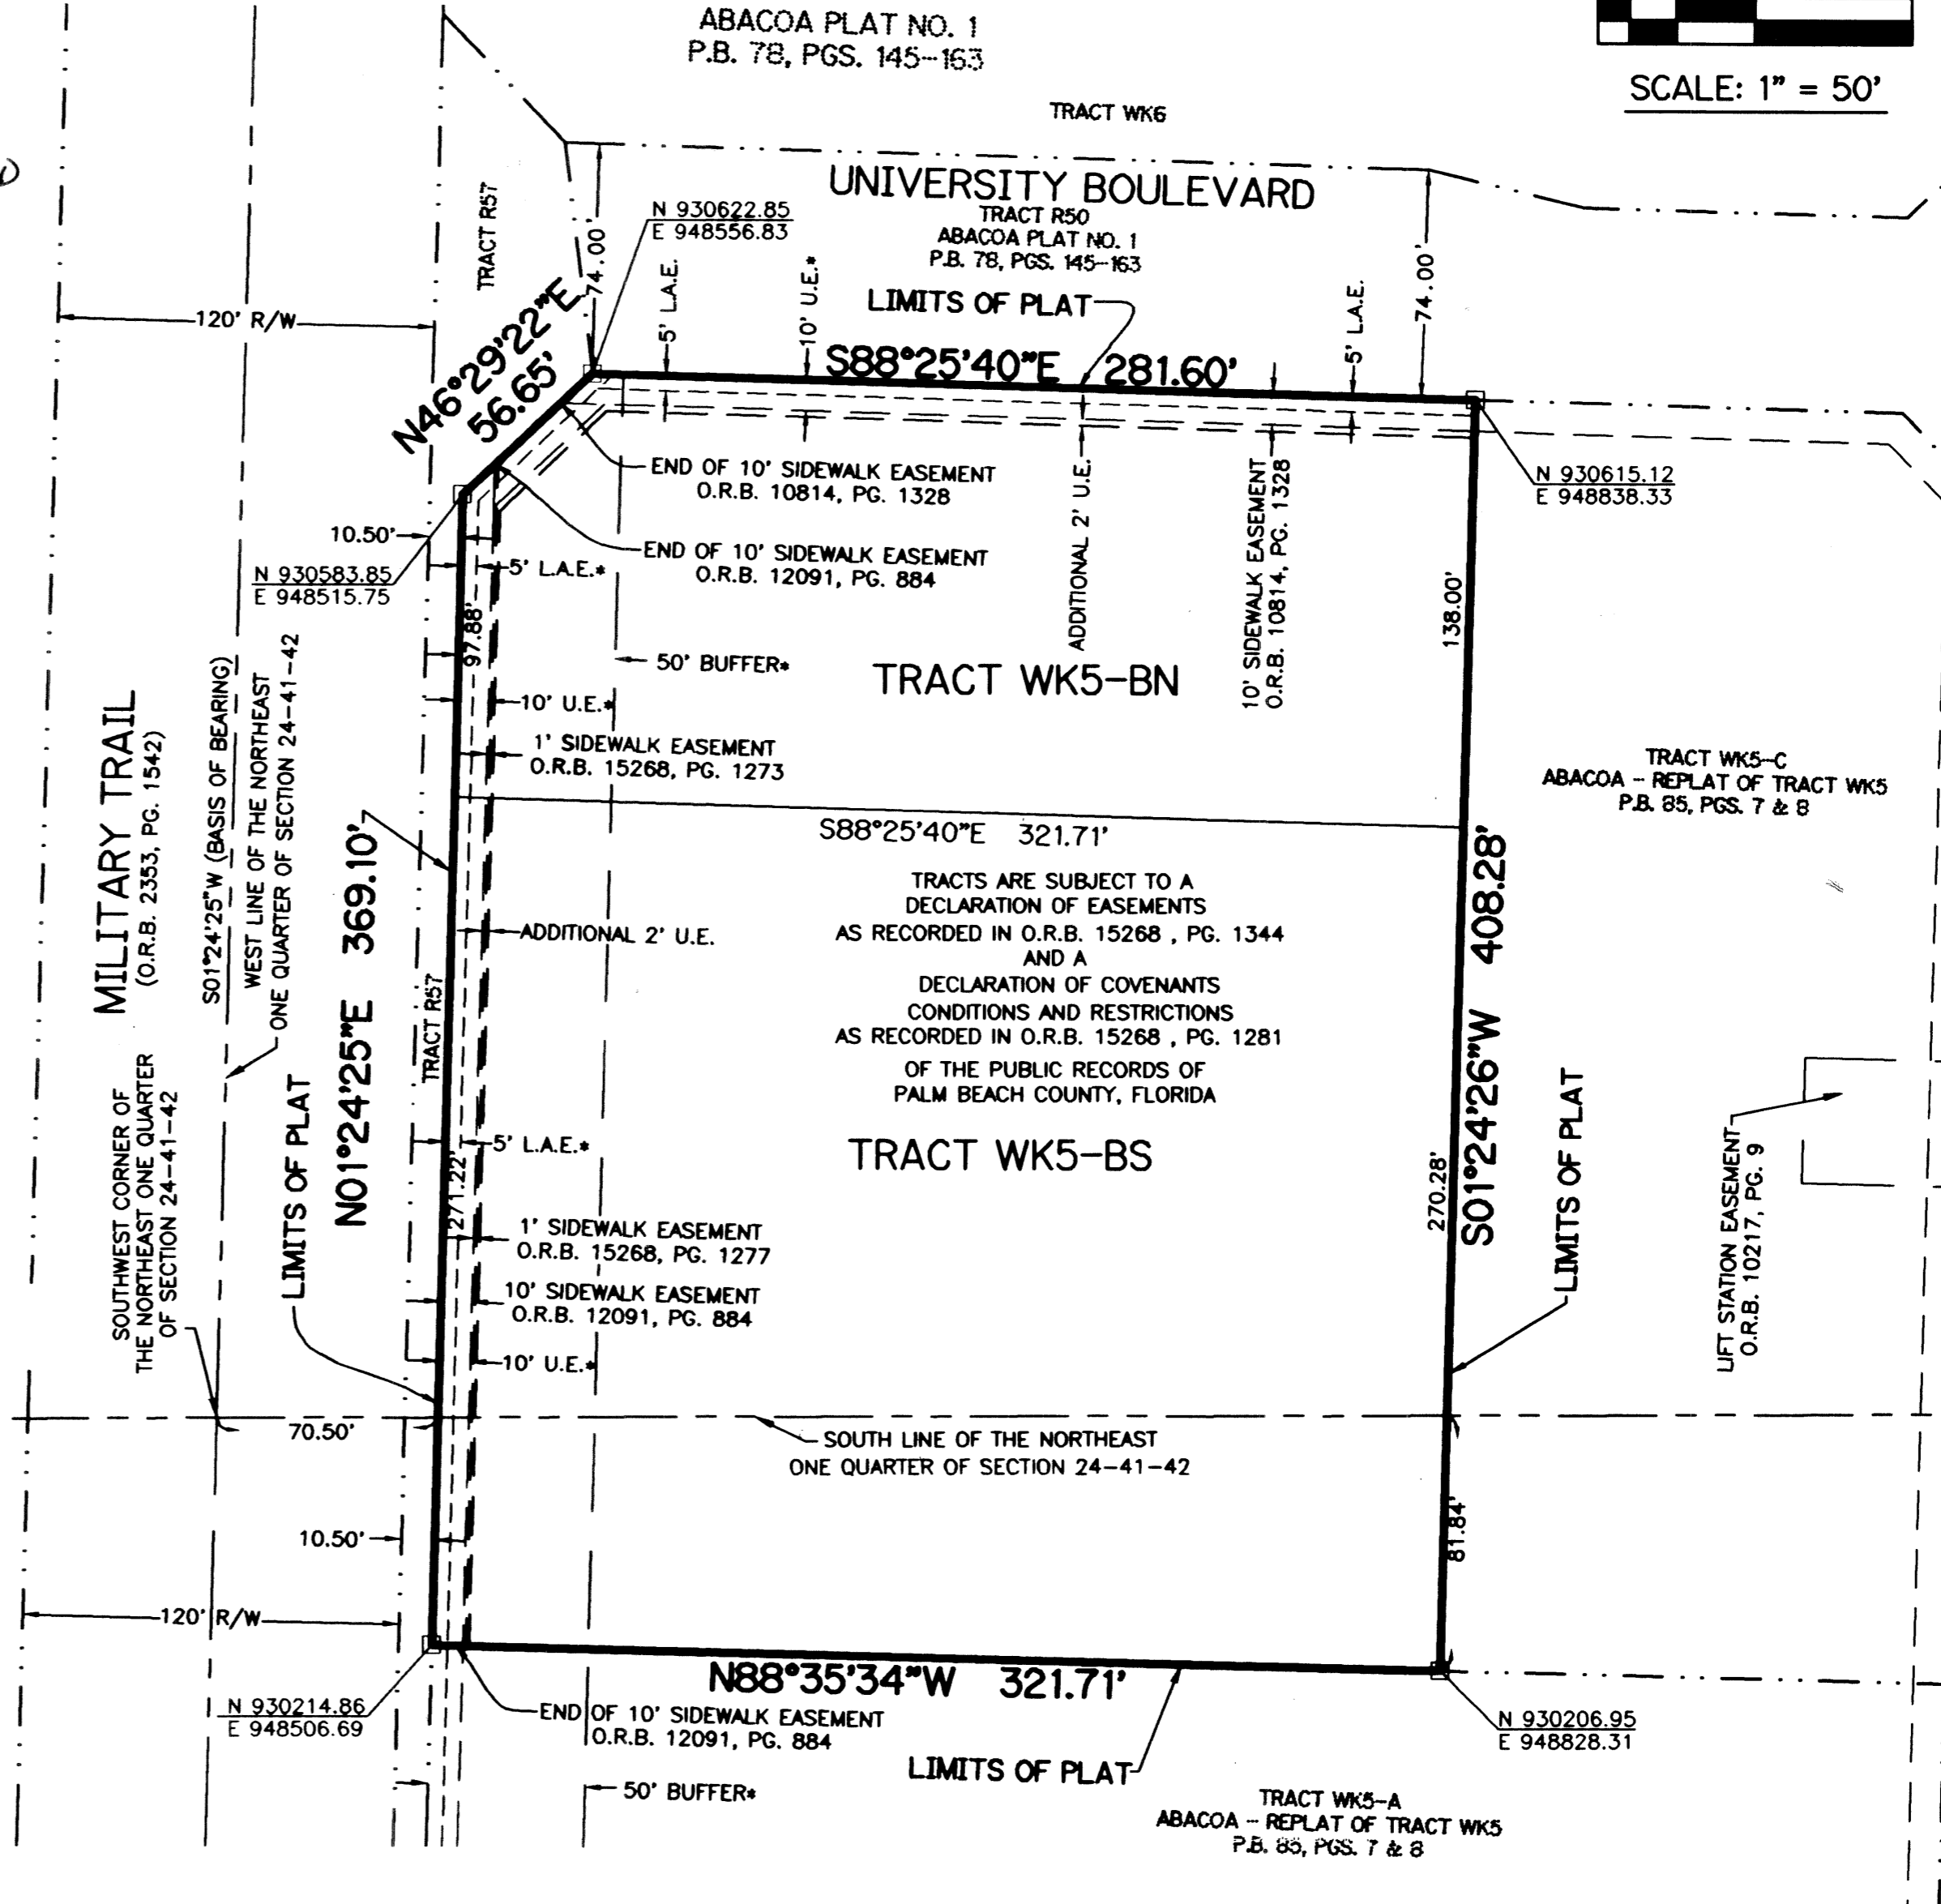 ABACOA PLAT NO. 1
P.B. 78, PGS. 145-163
SCALE: 1" = 50'
TRACT WK6
UNIVERSITY BOULEVARD
TRACT R50
ABACOA PLAT NO. 1
P.B. 78, PGS. 145-163
TRACT R57
N 930622.85
E 948556.83
74.00'
5' L.A.E.
10' U.E.*
LIMITS OF PLAT
5' L.A.E.
74.00'
120' R/W
N46°29'22"E
56.65'
S88°25'40"E 281.60'
END OF 10' SIDEWALK EASEMENT
O.R.B. 10814, PG. 1328
ADDITIONAL 2' U.E.
10' SIDEWALK EASEMENT
O.R.B. 10814, PG. 1328
N 930615.12
E 948838.33
10.50'
END OF 10' SIDEWALK EASEMENT
O.R.B. 12091, PG. 884
N 930583.85
E 948515.75
5' L.A.E.*
97.88'
138.00'
50' BUFFER*
TRACT WK5-BN
10' U.E.*
1' SIDEWALK EASEMENT
O.R.B. 15268, PG. 1273
MILITARY TRAIL
(O.R.B. 2353, PG. 1542)
S01°24'25"W (BASIS OF BEARING)
WEST LINE OF THE NORTHEAST
ONE QUARTER OF SECTION 24-41-42
TRACT WK5-C
ABACOA - REPLAT OF TRACT WK5
P.B. 85, PGS. 7 & 8
S88°25'40"E 321.71'
N01°24'25"E 369.10'
TRACT R57
ADDITIONAL 2' U.E.
TRACTS ARE SUBJECT TO A
DECLARATION OF EASEMENTS
AS RECORDED IN O.R.B. 15268 , PG. 1344
AND A
DECLARATION OF COVENANTS
CONDITIONS AND RESTRICTIONS
AS RECORDED IN O.R.B. 15268 , PG. 1281
OF THE PUBLIC RECORDS OF
PALM BEACH COUNTY, FLORIDA
S01°24'26"W 408.28'
SOUTHWEST CORNER OF
THE NORTHEAST ONE QUARTER
OF SECTION 24-41-42
LIMITS OF PLAT
5' L.A.E.*
271.22'
TRACT WK5-BS
270.28'
LIMITS OF PLAT
LIFT STATION EASEMENT
O.R.B. 10217, PG. 9
1' SIDEWALK EASEMENT
O.R.B. 15268, PG. 1277
10' SIDEWALK EASEMENT
O.R.B. 12091, PG. 884
10' U.E.*
70.50'
SOUTH LINE OF THE NORTHEAST
ONE QUARTER OF SECTION 24-41-42
10.50'
81.84'
120' R/W
N88°35'34"W 321.71'
N 930214.86
E 948506.69
END OF 10' SIDEWALK EASEMENT
O.R.B. 12091, PG. 884
N 930206.95
E 948828.31
LIMITS OF PLAT
50' BUFFER*
TRACT WK5-A
ABACOA - REPLAT OF TRACT WK5
P.B. 85, PGS. 7 & 8